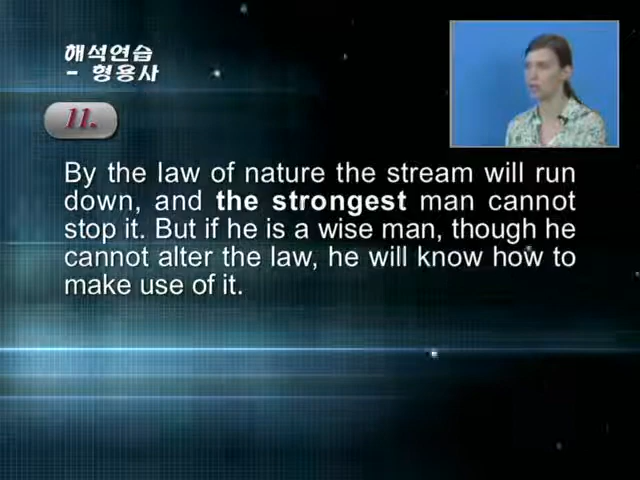 해석연습
- 형용사
11.
By the law of nature the stream will run
down, and the strongest man cannot
stop it. But if he is a wise man, though he
cannot alter the law, he will know how to
make use of it.